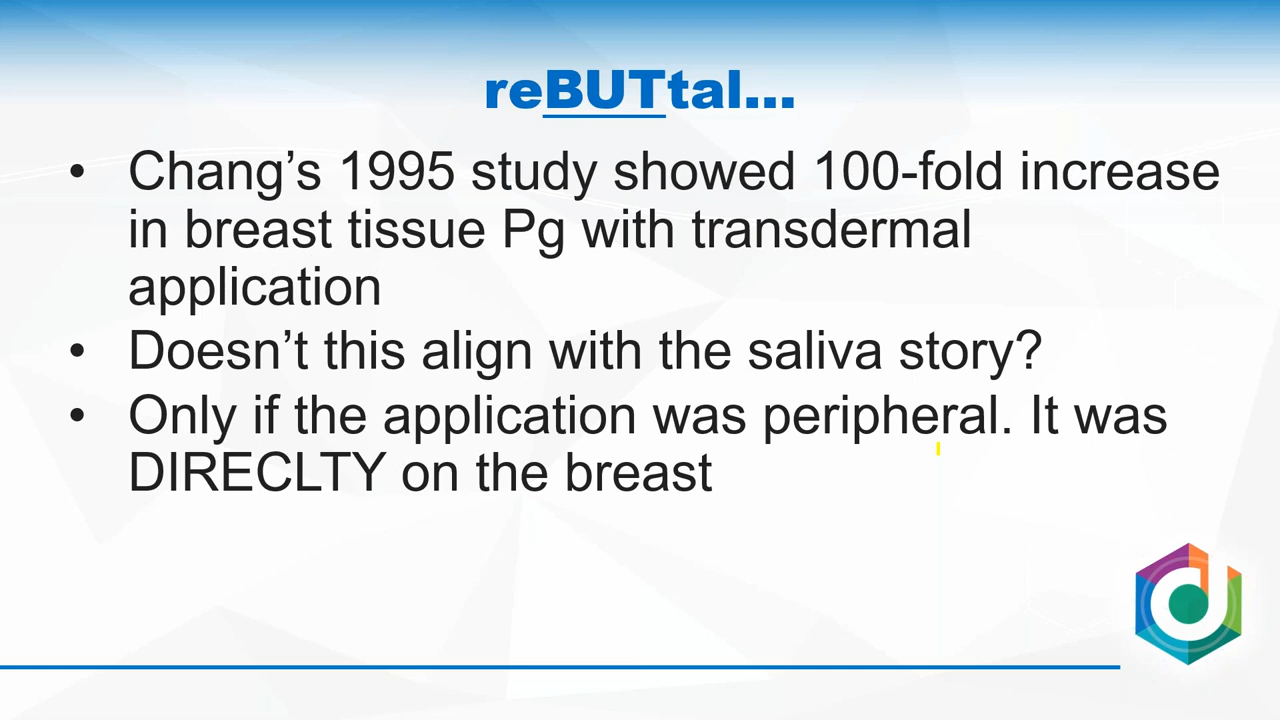 reBUTtal...
• Chang’s 1995 study showed 100-fold increase
in breast tissue Pg with transdermal
application
• Doesn’t this align with the saliva story?
• Only if the application was peripheral. It was
DIRECLTY on the breast